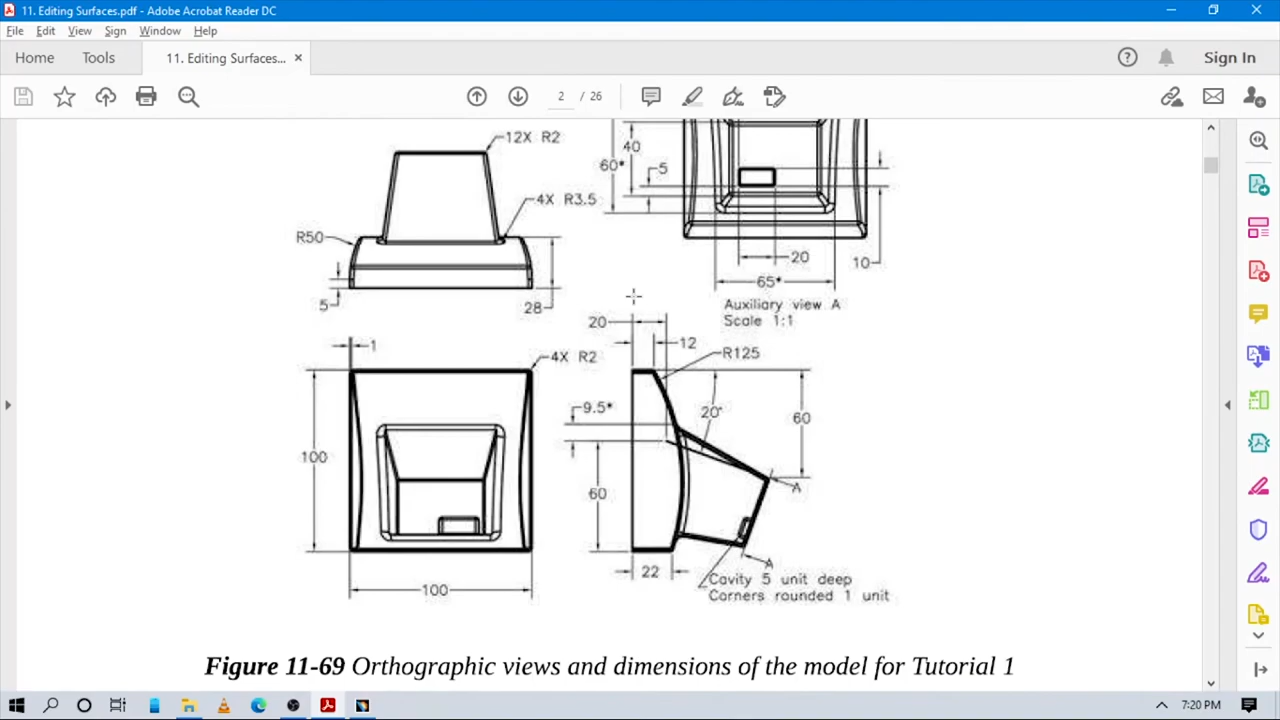 11. Editing Surfaces.pdf - Adobe Acrobat Reader DC
File Edit View Sign Window Help
Home Tools 11. Editing Surfaces... × Sign In
2 / 26
12X R2
40
60*
5
4X R3.5
R50
20
10
65*
5
28
Auxiliary view A
Scale 1:1
20
12
1
4X R2
R125
9.5*
20°
60
100
60
A
A
22
Cavity 5 unit deep
Corners rounded 1 unit
100
Figure 11-69 Orthographic views and dimensions of the model for Tutorial 1
7:20 PM